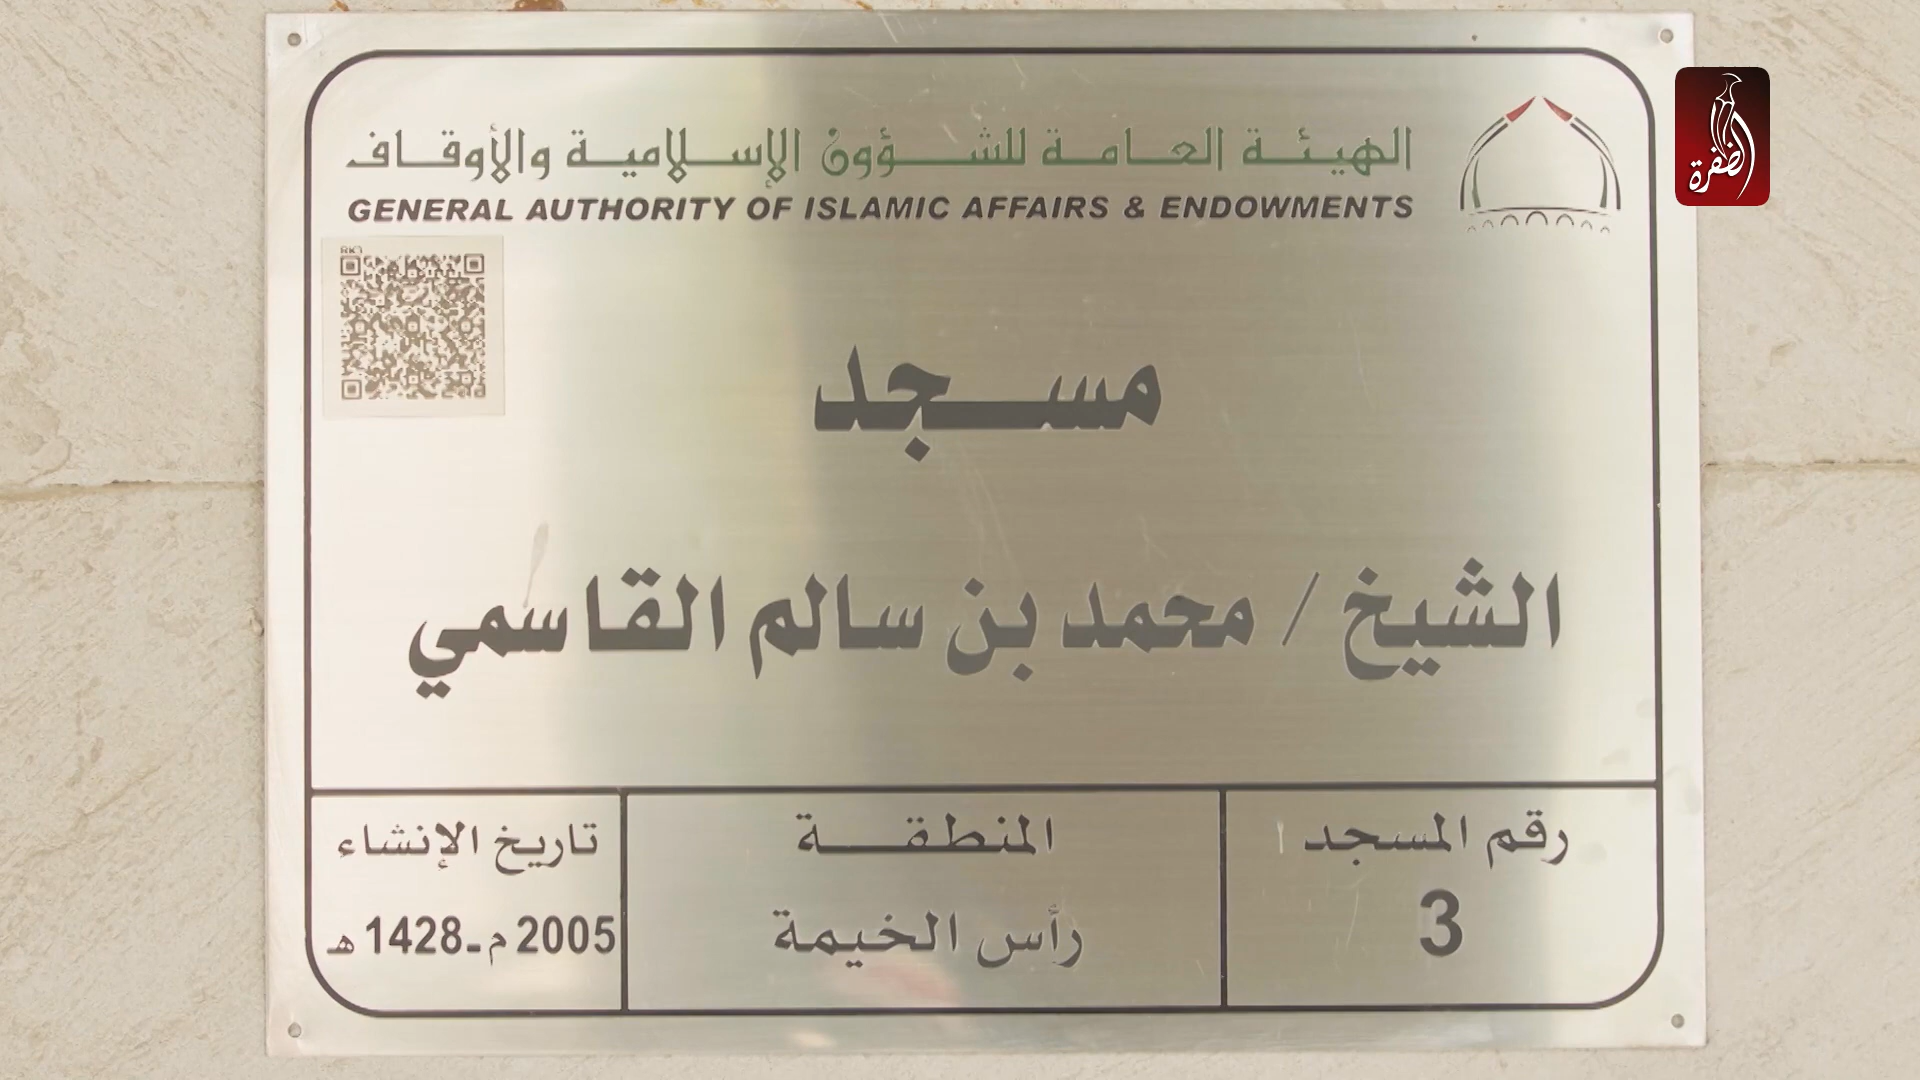 الهيئة العامة للشؤون الإسلامية والأوقاف
GENERAL AUTHORITY OF ISLAMIC AFFAIRS & ENDOWMENTS
الظفرة
مسجد
الشيخ / محمد بن سالم القاسمي
رقم المسجد
3
المنطقة
رأس الخيمة
تاريخ الإنشاء
2005 م - 1428 هـ